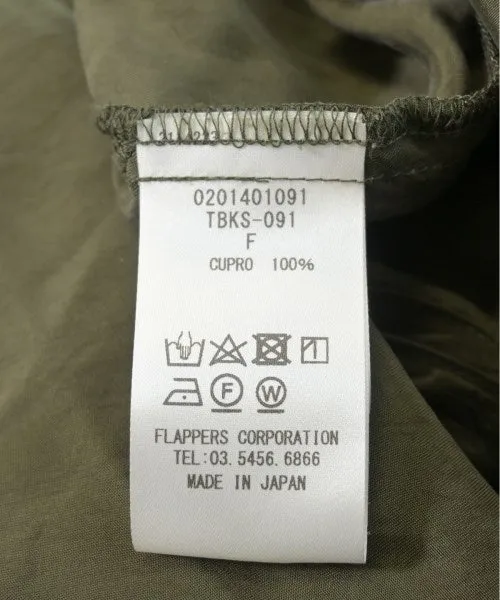 0201401091
TBKS-091
F
CUPRO 100%
F W
FLAPPERS CORPORATION
TEL:03.5456.6866
MADE IN JAPAN